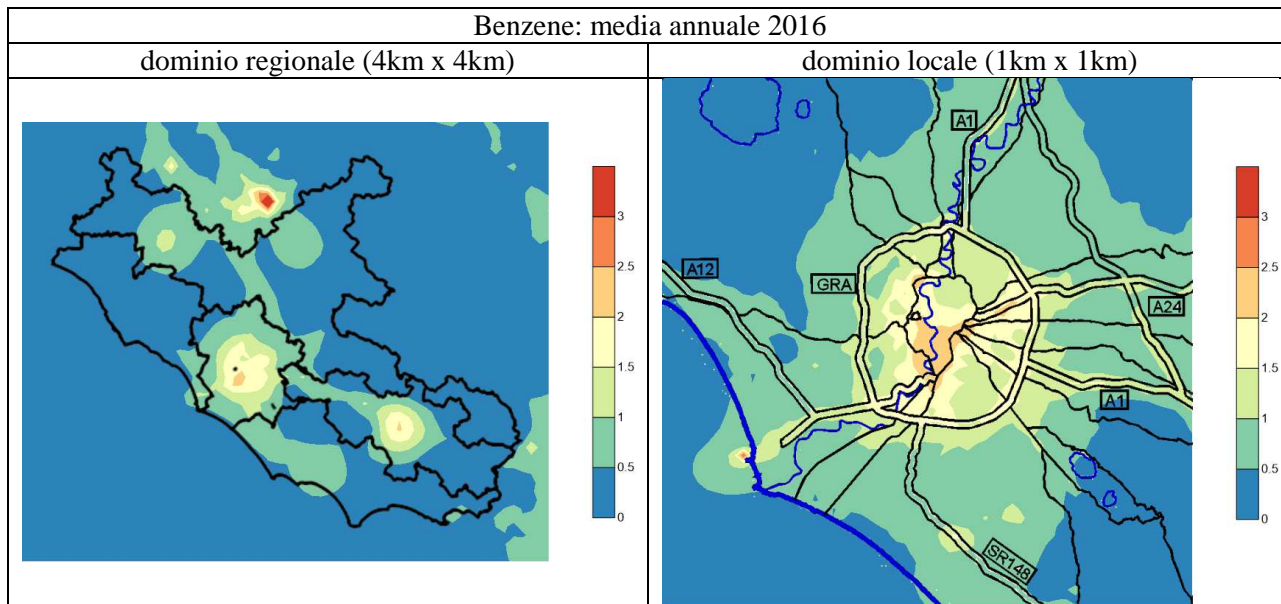 Benzene: media annuale 2016
dominio regionale (4km x 4km)
dominio locale (1km x 1km)
3
2.5
2
1.5
1
0.5
0
A1
A12
GRA
A24
A1
SR148
3
2.5
2
1.5
1
0.5
0